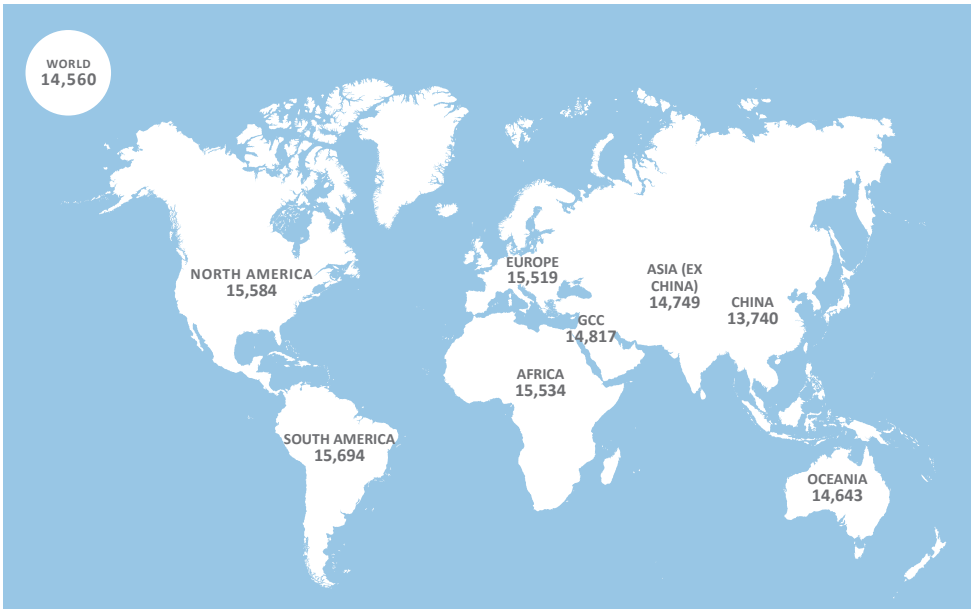 WORLD
14,560
NORTH AMERICA
15,584
EUROPE
15,519
ASIA (EX
CHINA)
14,749
CHINA
13,740
GCC
14,817
AFRICA
15,534
SOUTH AMERICA
15,694
OCEANIA
14,643